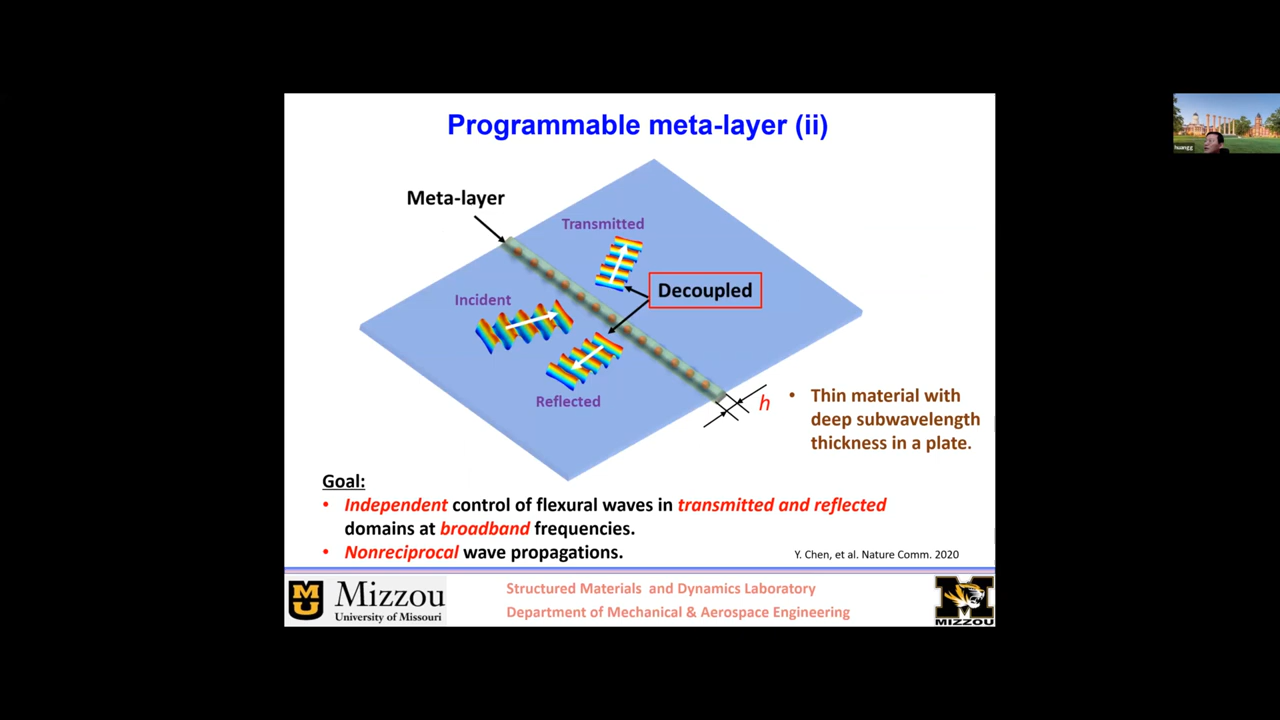 Programmable meta-layer (ii)
Meta-layer
Transmitted
Decoupled
Incident
Reflected
h
• Thin material with
deep subwavelength
thickness in a plate.
Goal:
• Independent control of flexural waves in transmitted and reflected
domains at broadband frequencies.
• Nonreciprocal wave propagations.
Y. Chen, et al. Nature Comm. 2020
MU
Mizzou
University of Missouri
Structured Materials and Dynamics Laboratory
Department of Mechanical & Aerospace Engineering
MIZZOU
huangg